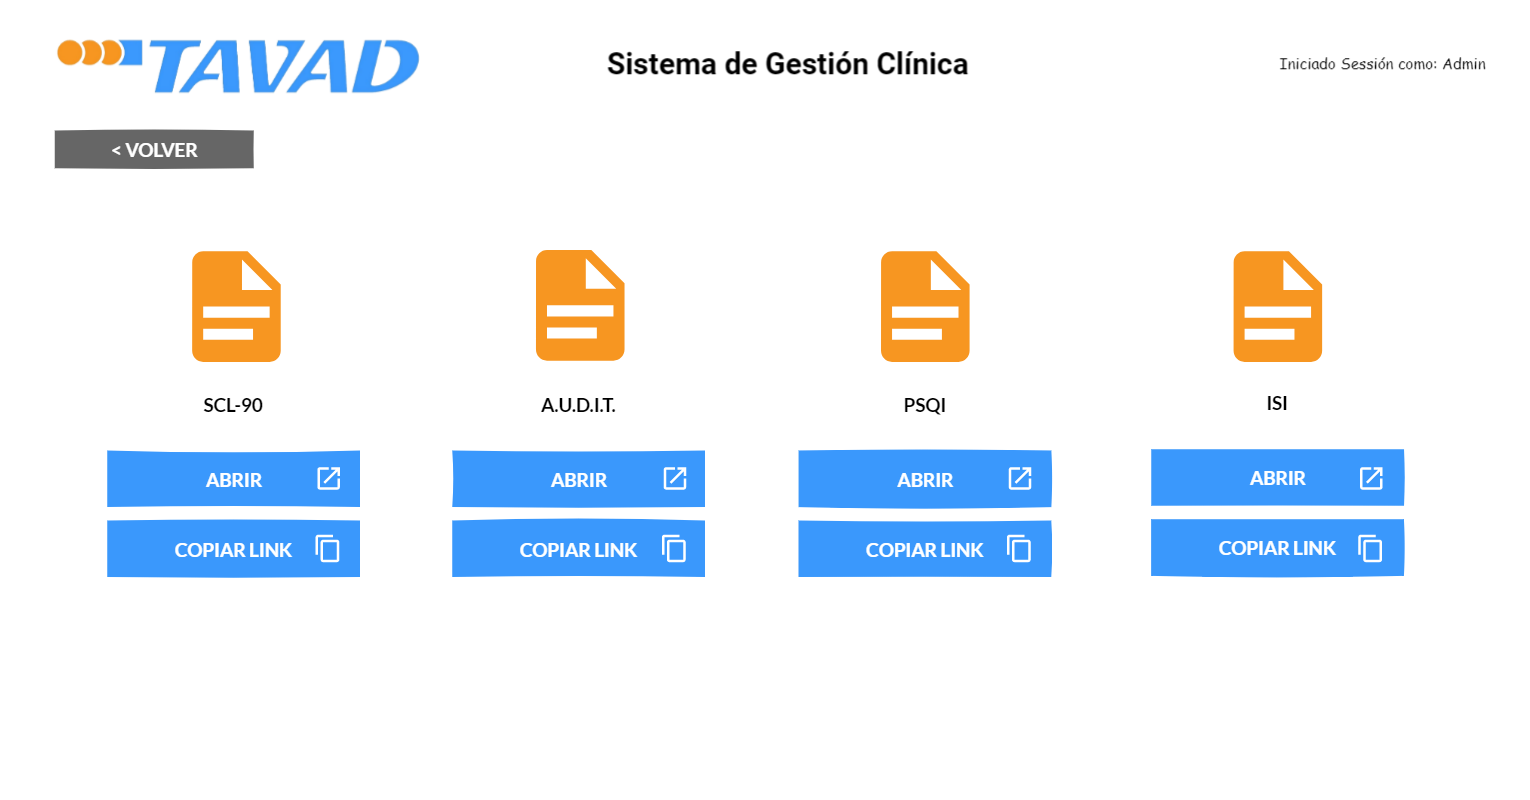 TAVAD
Sistema de Gestión Clínica
Iniciado Sessión como: Admin
< VOLVER
SCL-90
A.U.D.I.T.
PSQI
ISI
ABRIR
ABRIR
ABRIR
ABRIR
COPIAR LINK
COPIAR LINK
COPIAR LINK
COPIAR LINK